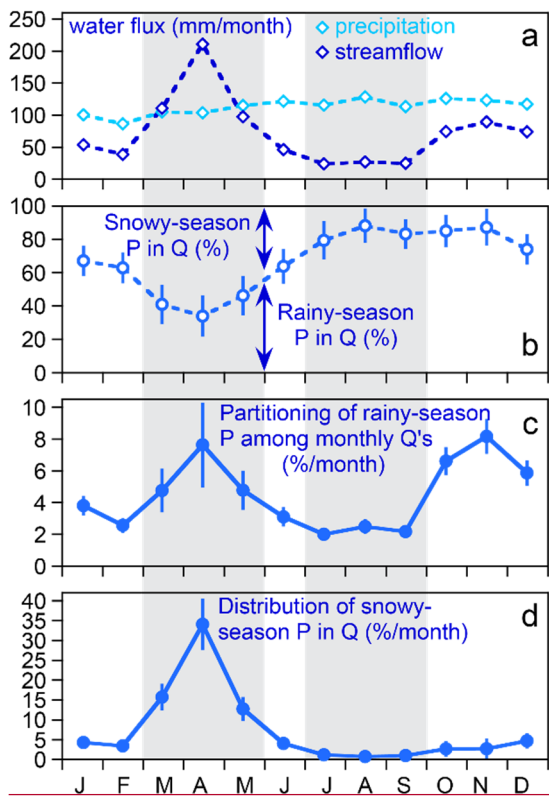 250
200
150
100
50
0
water flux (mm/month)
precipitation
streamflow
a
100
80
60
40
20
0
Snowy-season
P in Q (%)
Rainy-season
P in Q (%)
b
10
8
6
4
2
0
Partitioning of rainy-season
P among monthly Q's
(%/month)
c
40
35
30
25
20
15
10
5
0
Distribution of snowy-
season P in Q (%/month)
d
J F M A M J J A S O N D